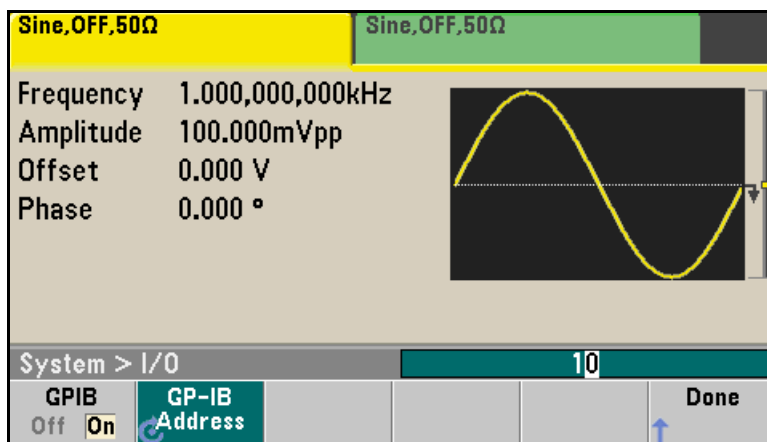 Sine,OFF,50Ω
Sine,OFF,50Ω
Frequency 1.000,000,000kHz
Amplitude 100.000mVpp
Offset 0.000 V
Phase 0.000 °
System > I/O
10
GPIB
Off On
GP-IB
Address
Done